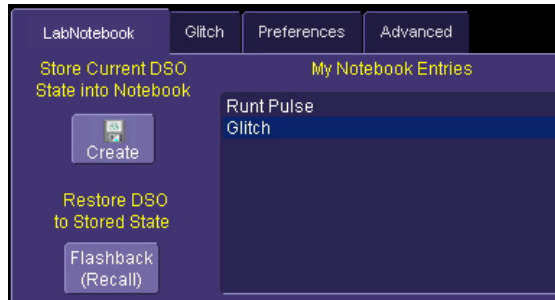 LabNotebook
Glitch
Preferences
Advanced
Store Current DSO
State into Notebook
Create
Restore DSO
to Stored State
Flashback
(Recall)
My Notebook Entries
Runt Pulse
Glitch